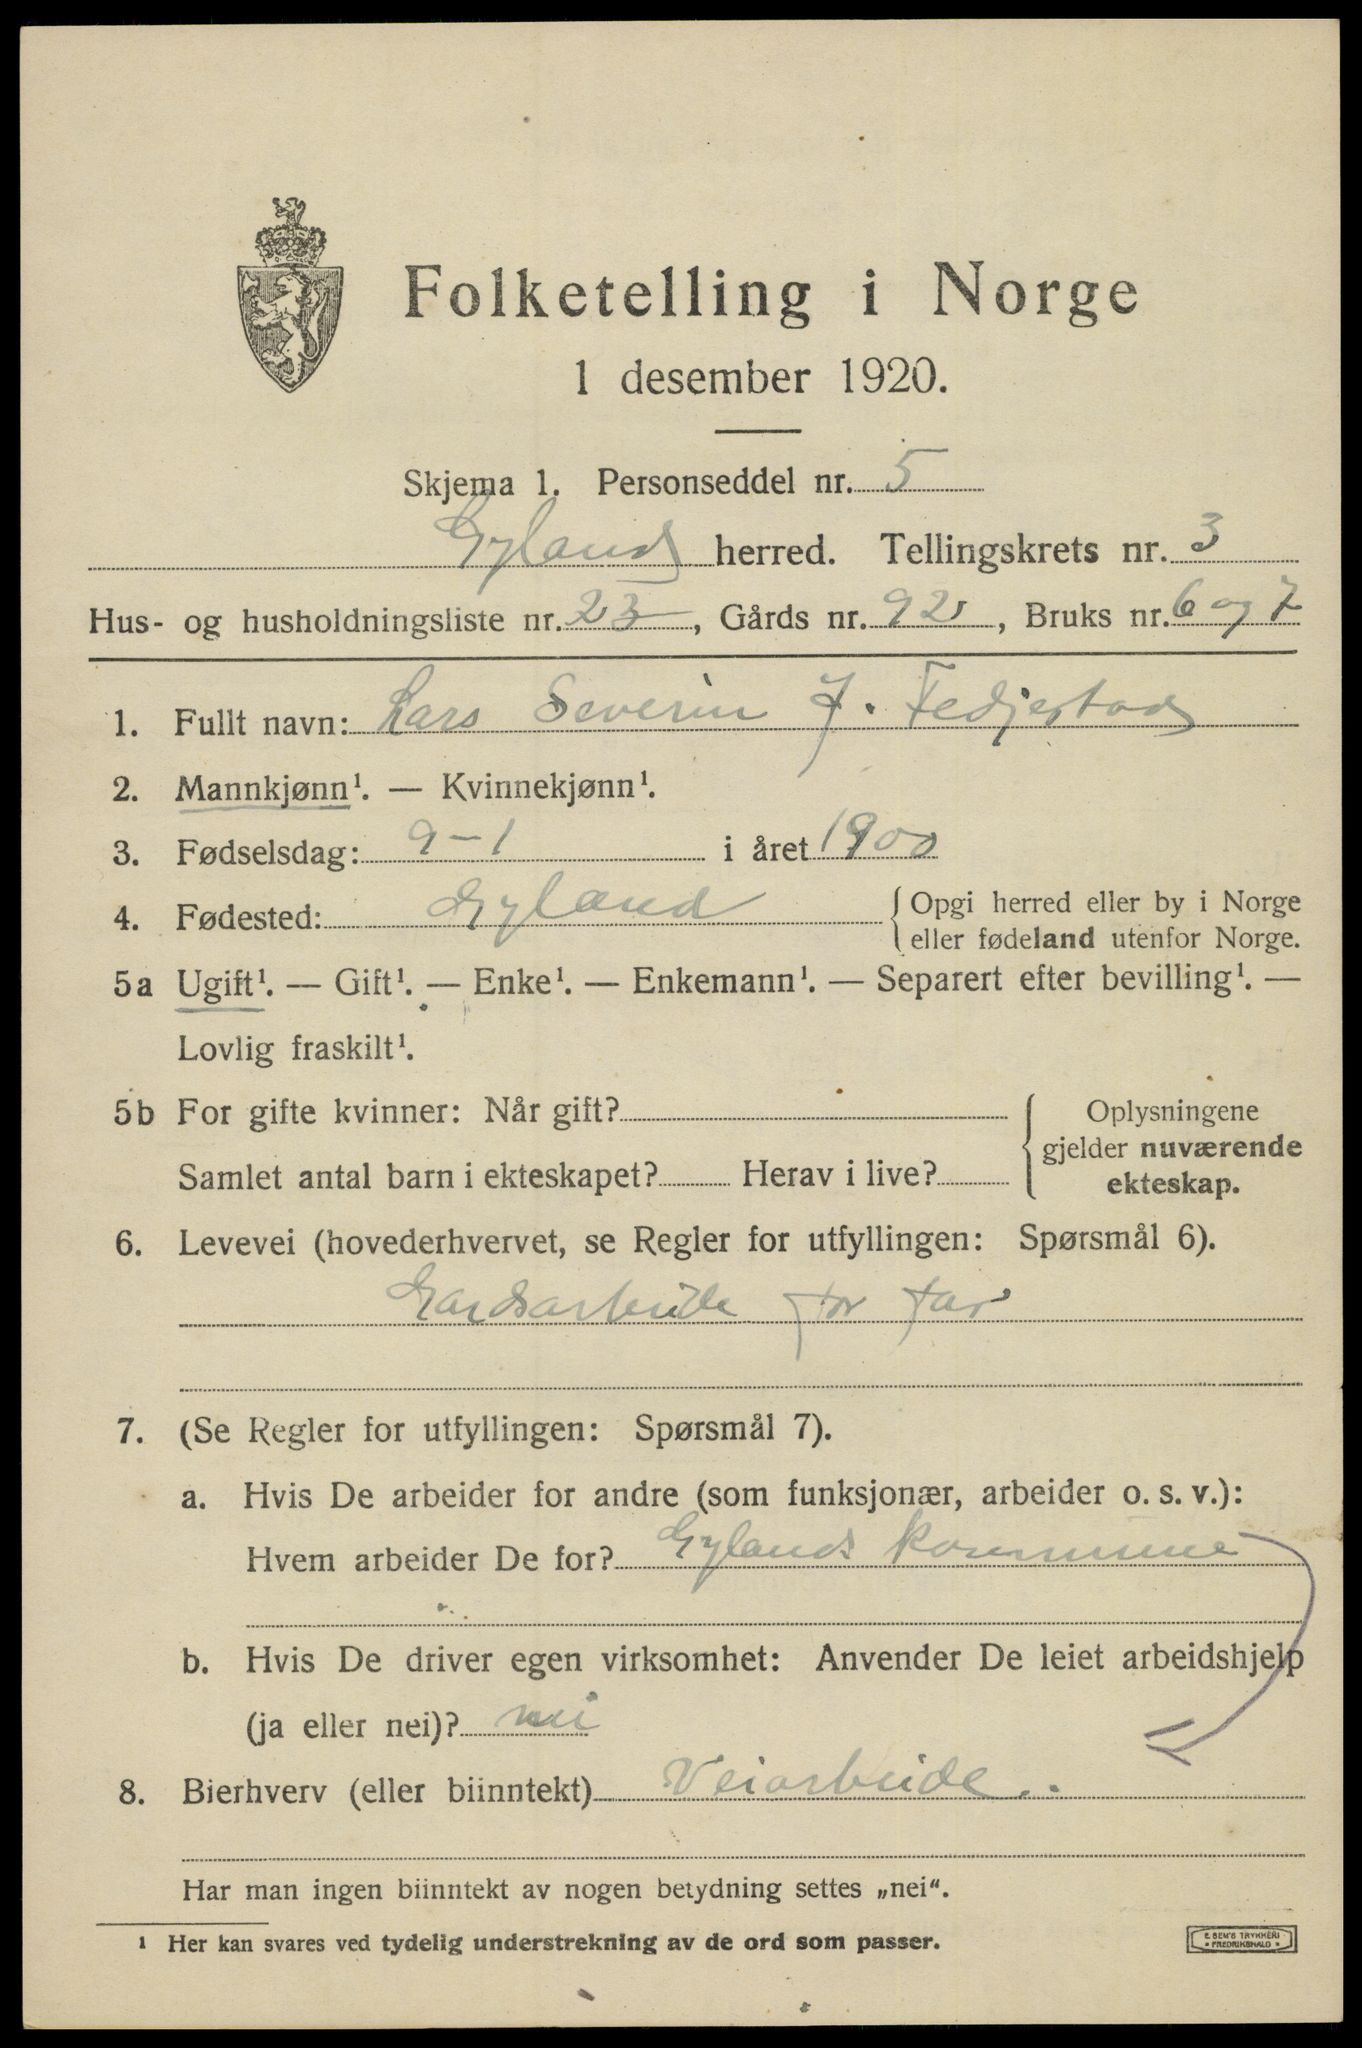 Folketelling i Norge
1 desember 1920.
Skjema 1. Personseddel nr. 5
Gyland herred. Tellingskrets nr. 3
Hus- og husholdningsliste nr. 23, Gårds nr. 92, Bruks nr. 6 og 7
1. Fullt navn: Lars Severin J. Fedjestad
2. Mannkjønn¹. — Kvinnekjønn¹.
3. Fødselsdag: 9-1 i året 1900
4. Fødested: Gyland { Opgi herred eller by i Norge
eller fødeland utenfor Norge.
5a Ugift¹. — Gift¹. — Enke¹. — Enkemann¹. — Separert efter bevilling¹. —
Lovlig fraskilt¹.
5b For gifte kvinner: Når gift? { Oplysningene
gjelder nuværende
Samlet antal barn i ekteskapet? Herav i live? ekteskap.
6. Levevei (hovederhvervet, se Regler for utfyllingen: Spørsmål 6).
Gardsarbeide for far
7. (Se Regler for utfyllingen: Spørsmål 7).
a. Hvis De arbeider for andre (som funksjonær, arbeider o. s. v.):
Hvem arbeider De for? Gylands kommune
b. Hvis De driver egen virksomhet: Anvender De leiet arbeidshjelp
(ja eller nei)? nei
8. Bierhverv (eller biinntekt) Veiarbeide..
Har man ingen biinntekt av nogen betydning settes „nei“.
¹ Her kan svares ved tydelig understrekning av de ord som passer.
E. SEM'S TRYKKERI
• FREDRIKSHALD •